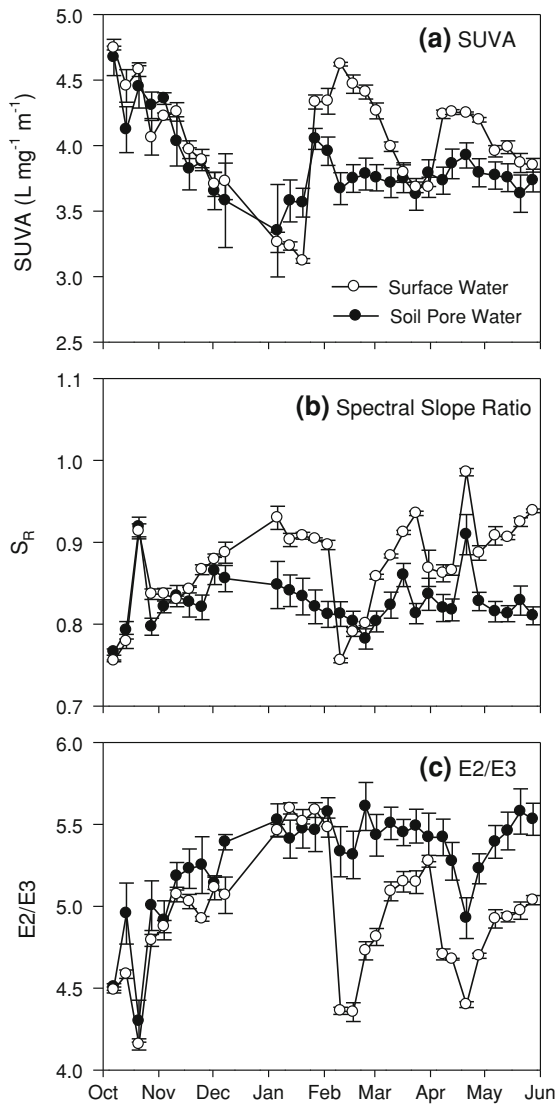 (a) SUVA
5.0
4.5
4.0
3.5
3.0
2.5
SUVA (L mg⁻¹ m⁻¹)
Surface Water
Soil Pore Water
(b) Spectral Slope Ratio
1.1
1.0
0.9
0.8
0.7
S_R
(c) E2/E3
6.0
5.5
5.0
4.5
4.0
E2/E3
Oct Nov Dec Jan Feb Mar Apr May Jun